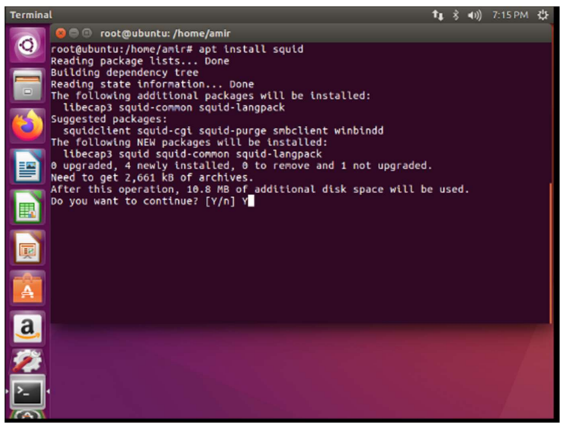 Terminal
7:15 PM
root@ubuntu: /home/amir
root@ubuntu:/home/amir# apt install squid
Reading package lists... Done
Building dependency tree
Reading state information... Done
The following additional packages will be installed:
libecap3 squid-common squid-langpack
Suggested packages:
squidclient squid-cgi squid-purge smbclient winbindd
The following NEW packages will be installed:
libecap3 squid squid-common squid-langpack
0 upgraded, 4 newly installed, 0 to remove and 1 not upgraded.
Need to get 2,661 kB of archives.
After this operation, 10.8 MB of additional disk space will be used.
Do you want to continue? [Y/n] Y